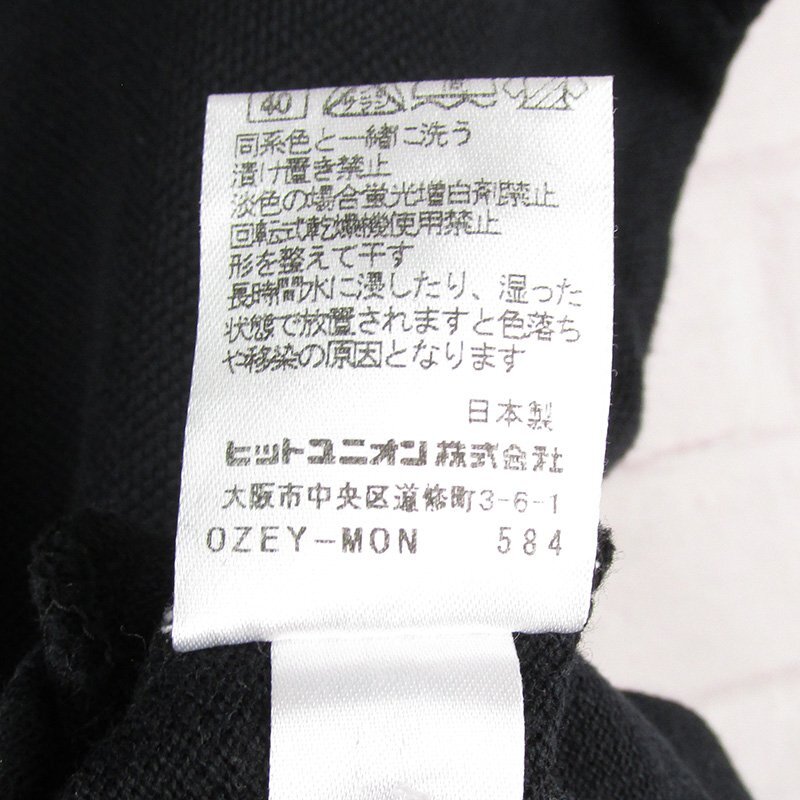 40
同系色と一緒に洗う
漬け置き禁止
淡色の場合蛍光増白剤禁止
回転式乾燥機使用禁止
形を整えて干す
長時間水に浸したり、湿った
状態で放置されますと色落ち
や移染の原因となります
日本製
ヒットユニオン株式会社
大阪市中央区道修町3-6-1
OZEY-MON 584